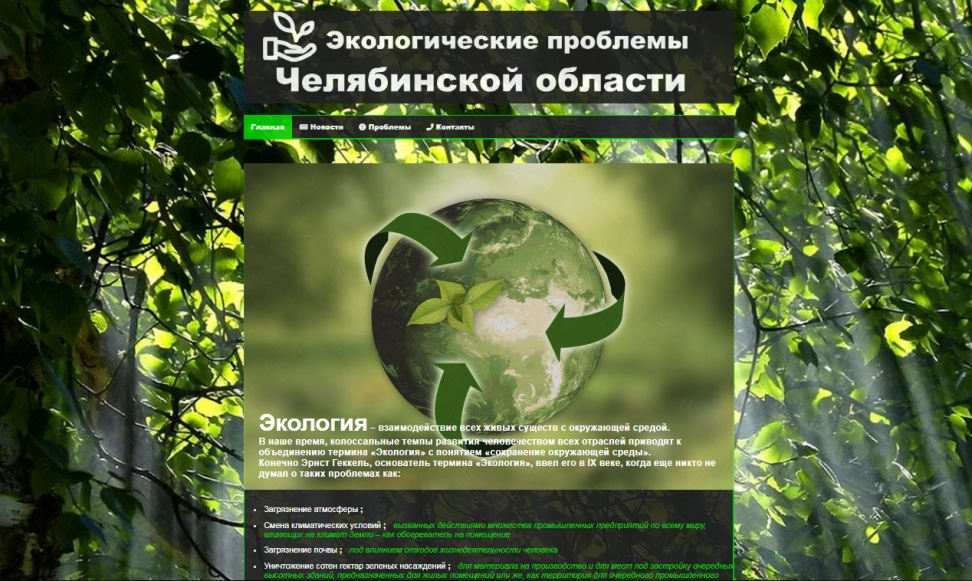 Экологические проблемы
Челябинской области
Главная Новости Проблемы Контакты
Экология – взаимодействие всех живых существ с окружающей средой.
В наше время, колоссальные темпы развития человечеством всех отраслей приводят к
объединению термина «Экология» с понятием «сохранение окружающей среды».
Конечно Эрнст Геккель, основатель термина «Экология», ввел его в IX веке, когда еще никто не
думал о таких проблемах как:
Загрязнение атмосферы ;
Смена климатических условий ; вызванных действиями множества промышленных предприятий по всему миру,
влияющих на климат Земли – как обогреватель на помещение
Загрязнение почвы ; под влиянием отходов жизнедеятельности человека
Уничтожение сотен гектар зеленых насаждений ; для материала на производство и для мест под застройку очередных
высотных зданий, предназначенных для жилых помещений или же, как территория для очередного промышленного